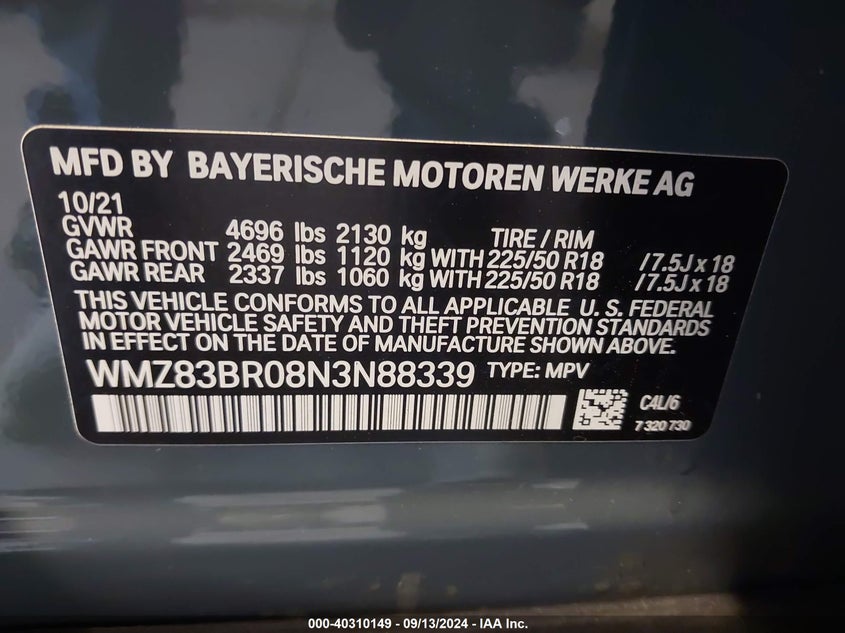 MFD BY BAYERISCHE MOTOREN WERKE AG
10/21
GVWR 4696 lbs 2130 kg TIRE / RIM
GAWR FRONT 2469 lbs 1120 kg WITH 225/50 R18 / 7.5J x 18
GAWR REAR 2337 lbs 1060 kg WITH 225/50 R18 / 7.5J x 18
THIS VEHICLE CONFORMS TO ALL APPLICABLE U. S. FEDERAL
MOTOR VEHICLE SAFETY AND THEFT PREVENTION STANDARDS
IN EFFECT ON THE DATE OF MANUFACTURE SHOWN ABOVE.
WMZ83BR08N3N88339 TYPE: MPV
C4L/6
7 320 730
000-40310149 - 09/13/2024 - IAA Inc.